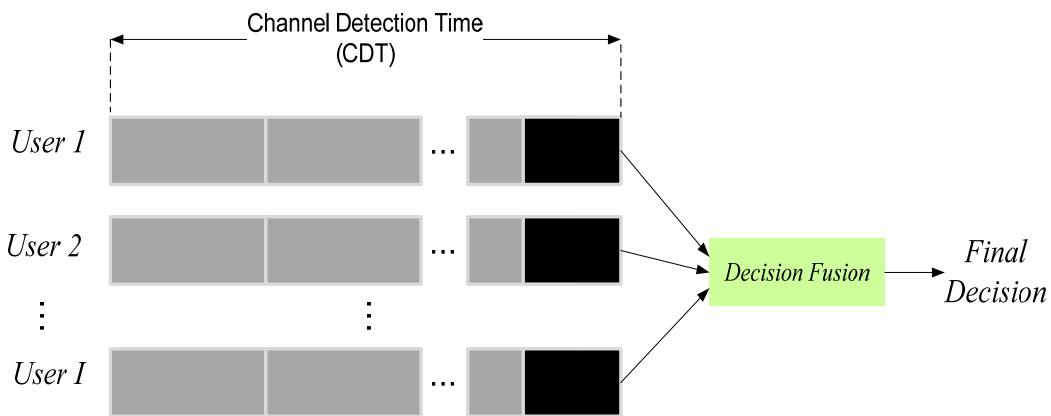 Channel Detection Time
(CDT)
User 1
...
User 2
...
⋮
⋮
User I
...
Decision Fusion
Final
Decision